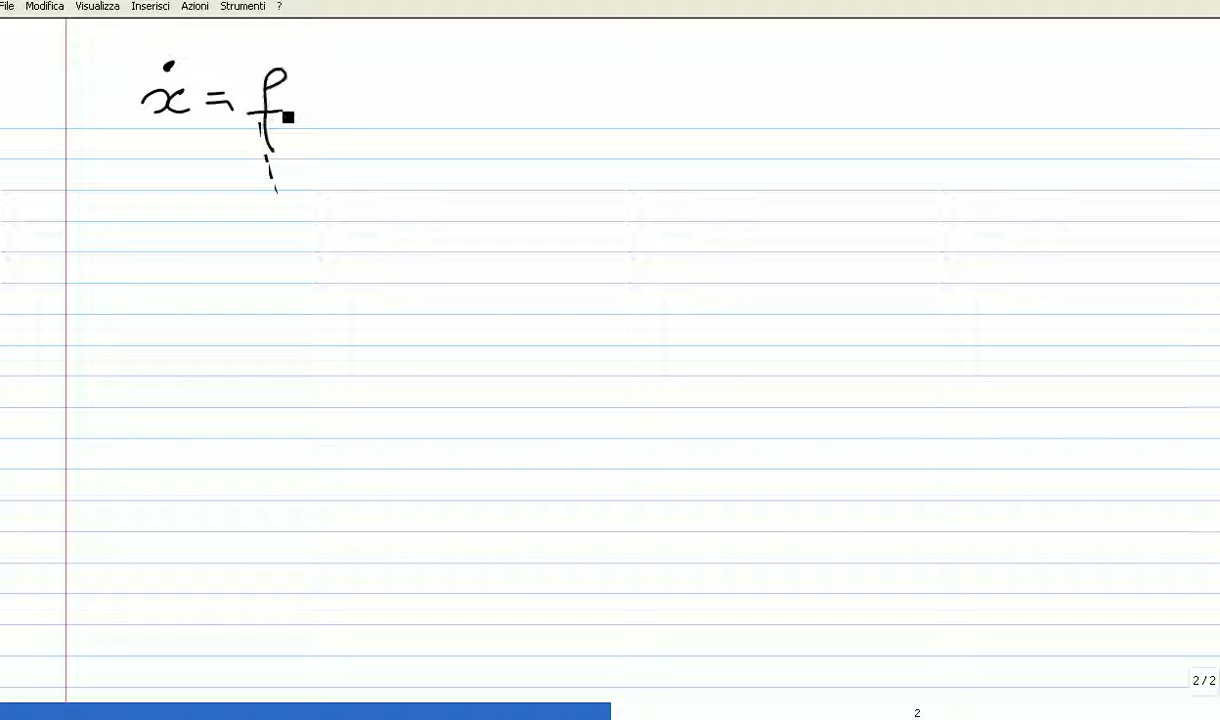 File Modifica Visualizza Inserisci Azioni Strumenti ?
ẋ = f
2 / 2
2